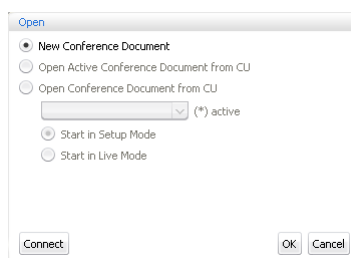 Open
New Conference Document
Open Active Conference Document from CU
Open Conference Document from CU
(*) active
Start in Setup Mode
Start in Live Mode
Connect OK Cancel